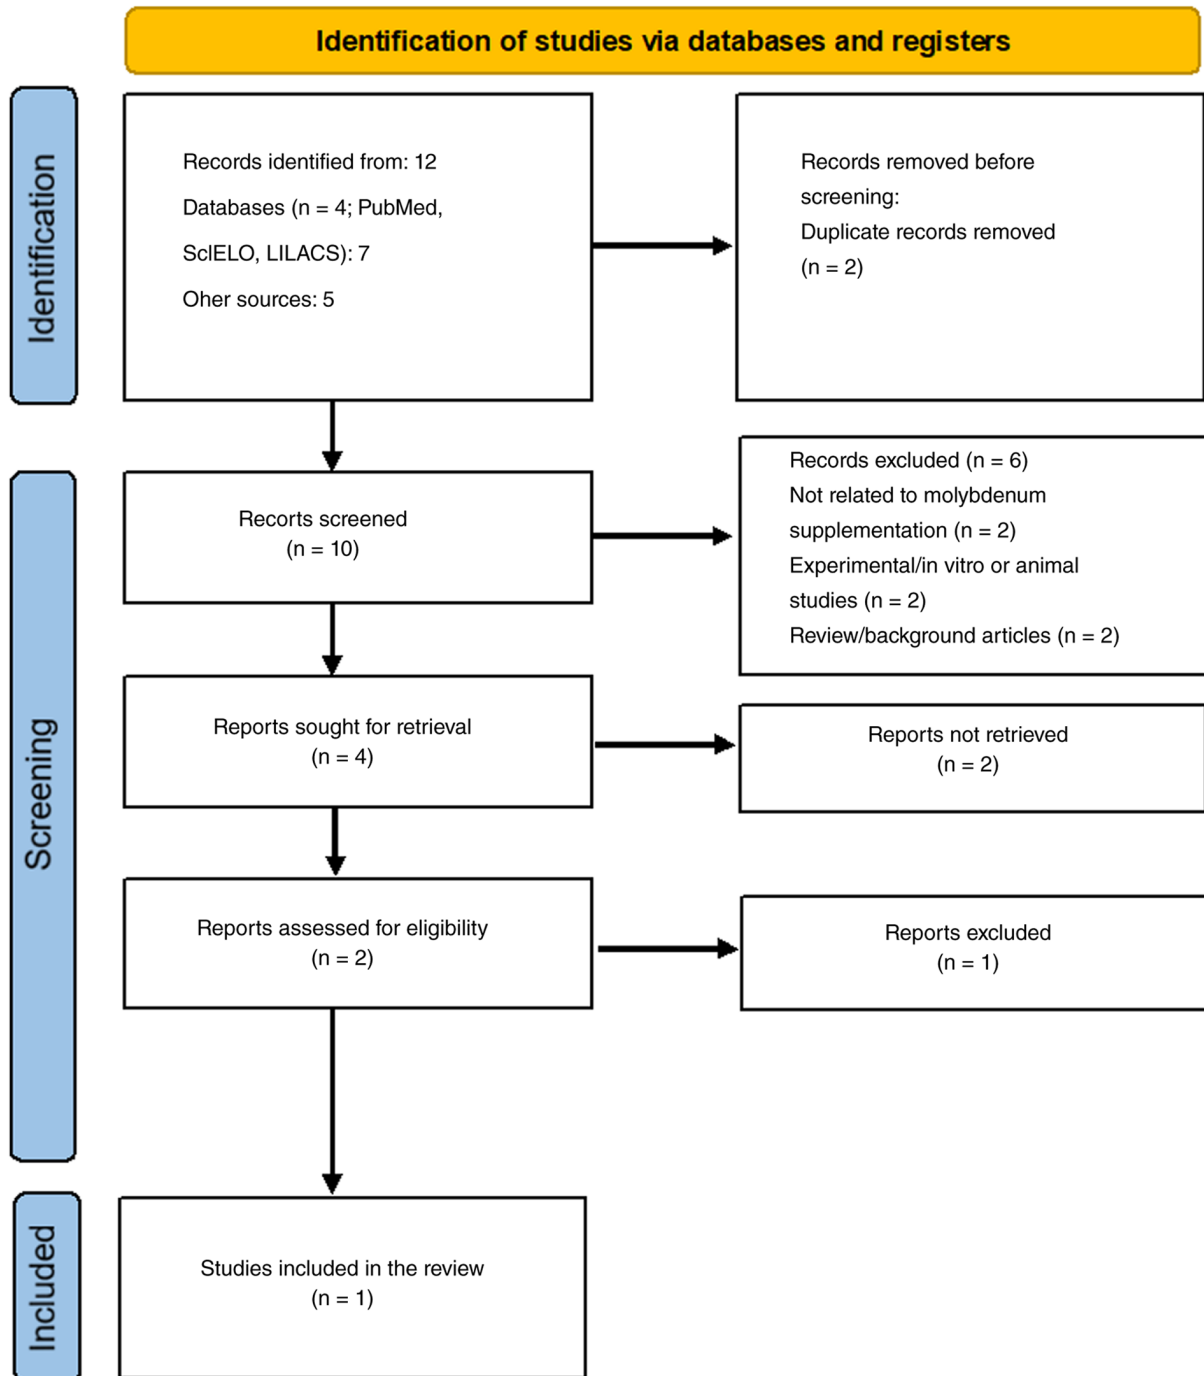 Identification of studies via databases and registers
Identification
Records identified from: 12
Databases (n = 4; PubMed,
SclELO, LILACS): 7
Oher sources: 5
Records removed before
screening:
Duplicate records removed
(n = 2)
Screening
Recorts screened
(n = 10)
Records excluded (n = 6)
Not related to molybdenum
supplementation (n = 2)
Experimental/in vitro or animal
studies (n = 2)
Review/background articles (n = 2)
Reports sought for retrieval
(n = 4)
Reports not retrieved
(n = 2)
Reports assessed for eligibility
(n = 2)
Reports excluded
(n = 1)
Included
Studies included in the review
(n = 1)